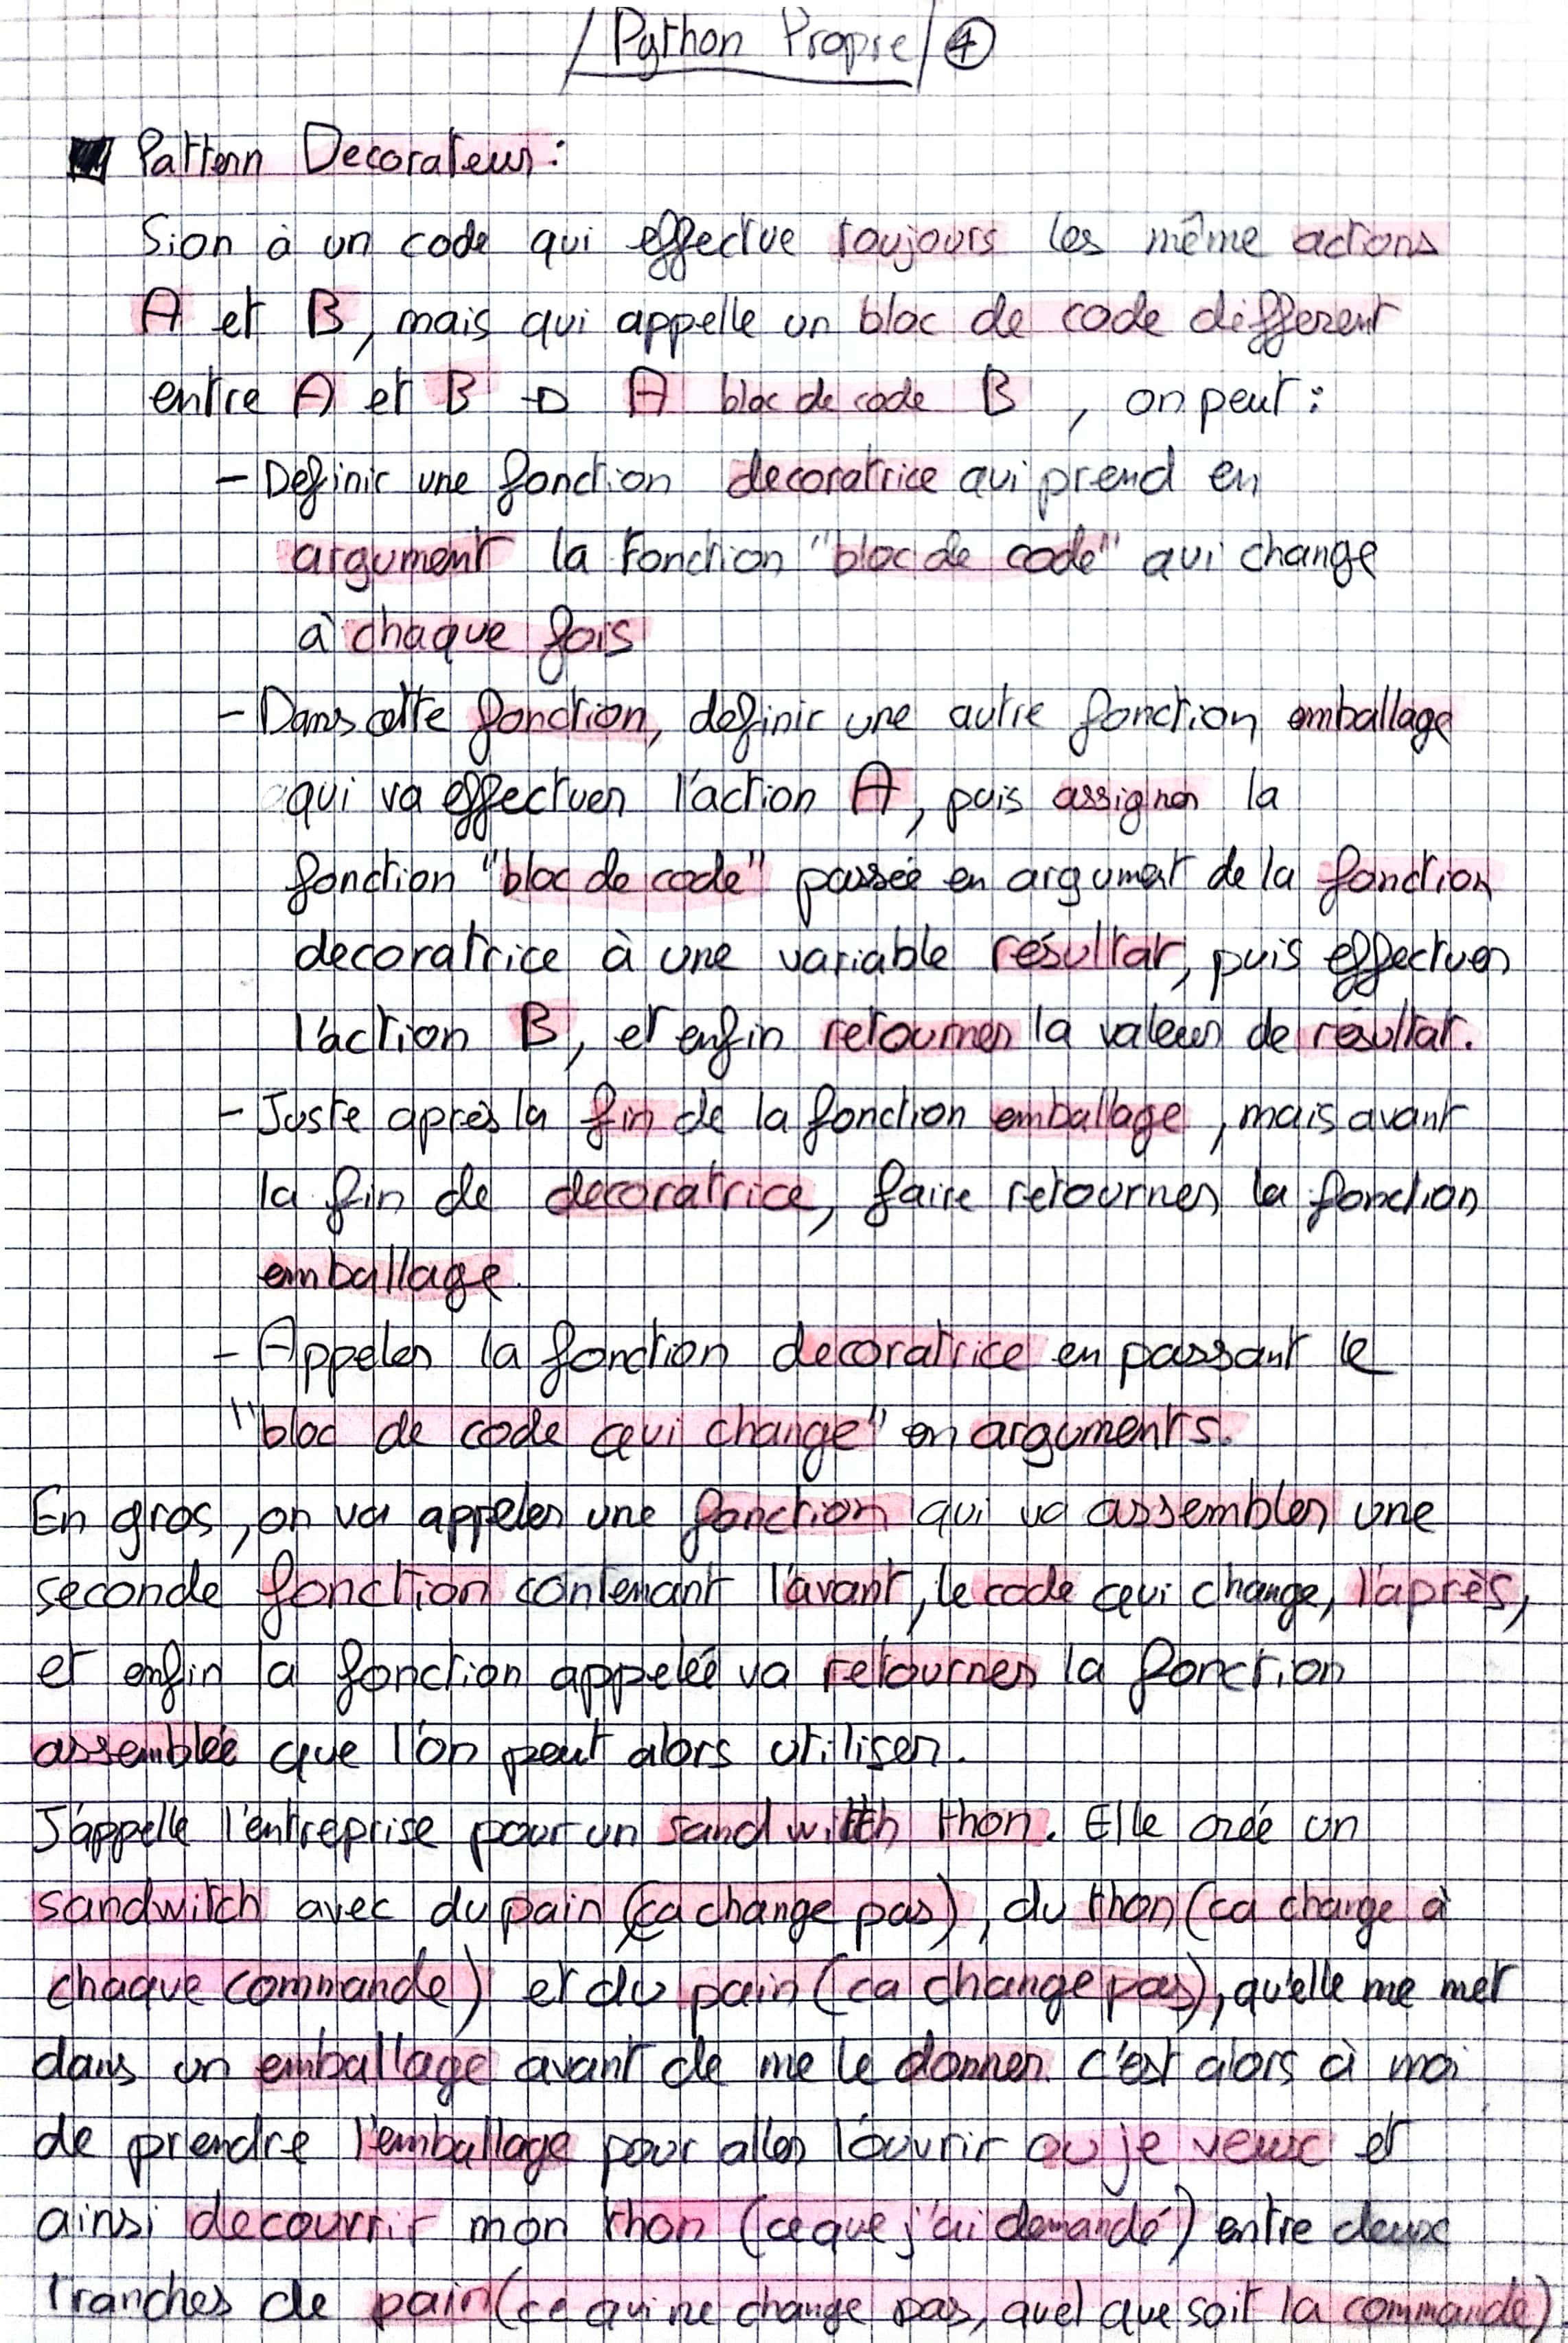 Python Propre 4
Pattern Decorateur :
Si on à un code qui effectue toujours les même actions
A et B, mais qui appelle un bloc de code différent
entre A et B → A bloc de code B , on peut :
- Definir une fonction decoratrice qui prend en
argument la fonction "bloc de code" qui change
à chaque fois
- Dans cette fonction, definir une autre fonction emballage
qui va effectuer l'action A, puis assigner la
fonction "bloc de code" passée en argument de la fonction
decoratrice à une variable résultat, puis effectuer
l'action B, et enfin retourner la valeur de résultat.
- Juste après la fin de la fonction emballage, mais avant
la fin de decoratrice, faire retourner la fonction
emballage.
- Appeler la fonction decoratrice en passant le
"bloc de code qui change" en arguments.
En gros, on va appeler une fonction qui va assembler une
seconde fonction contenant l'avant, le code qui change, l'après,
et enfin la fonction appelée va retourner la fonction
assemblée que l'on peut alors utiliser.
J'appelle l'entreprise pour un sandwitch thon. Elle crée un
sandwitch avec du pain (ça change pas), du thon (ca change à
chaque commande) et du pain (ca change pas), qu'elle me met
dans un emballage avant de me le donner. C'est alors à moi
de prendre l'emballage pour aller l'ouvrir ou je veux et
ainsi decouvrir mon thon (ce que j'ai demandé) entre deux
tranches de pain (ce qui ne change pas, quel que soit la commande)